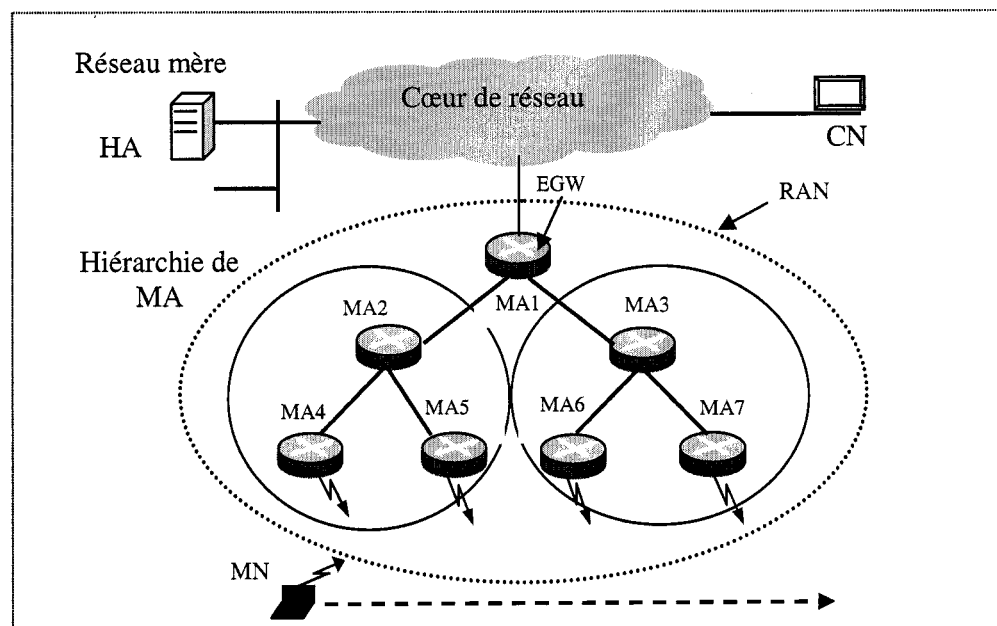 Réseau mère
Cœur de réseau
HA
CN
EGW
RAN
Hiérarchie de
MA
MA2
MA1
MA3
MA4
MA5
MA6
MA7
MN